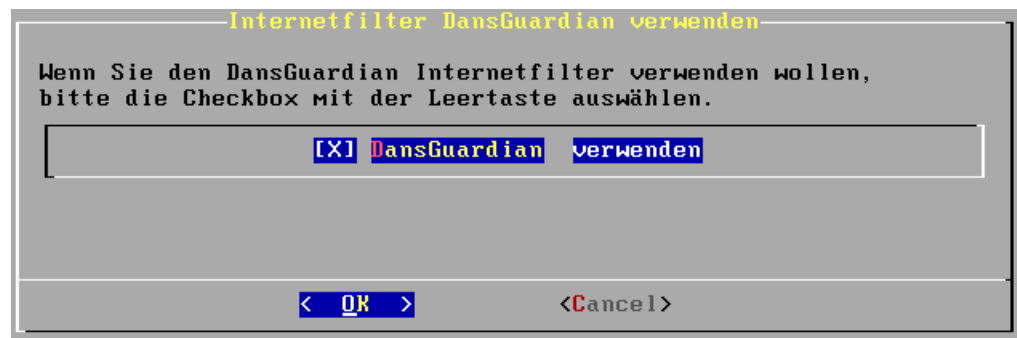 Internetfilter DansGuardian verwenden
Wenn Sie den DansGuardian Internetfilter verwenden wollen,
bitte die Checkbox mit der Leertaste auswählen.
[X] DansGuardian verwenden
< OK > <Cancel>